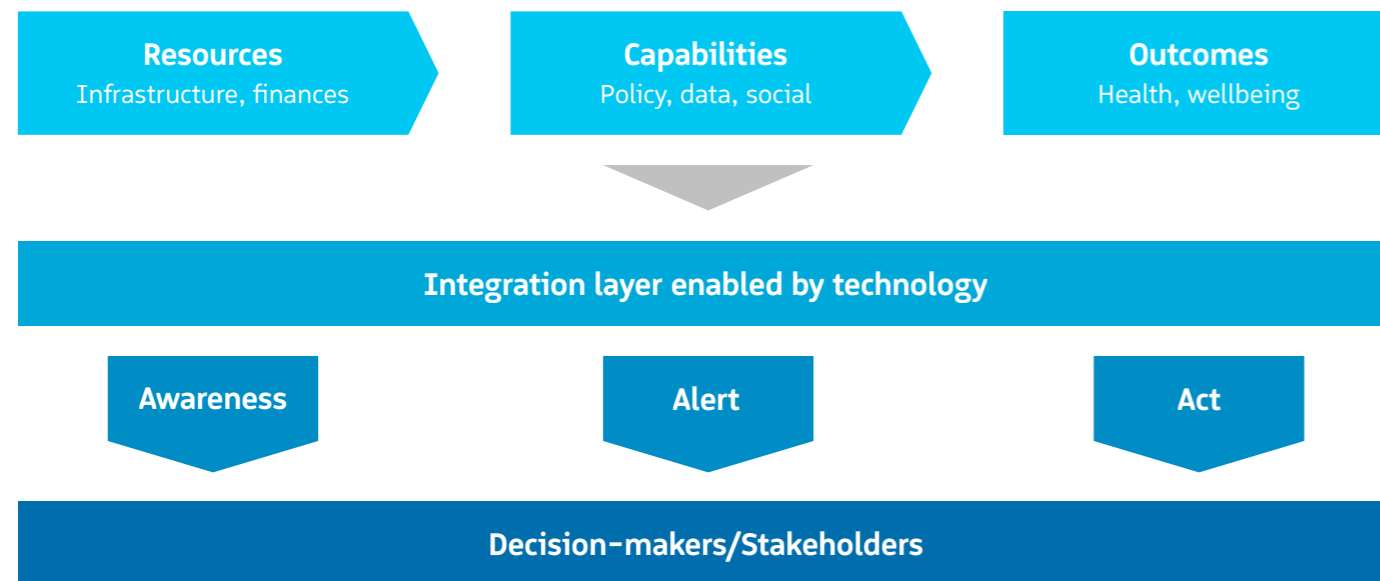 Resources
Infrastructure, finances
Capabilities
Policy, data, social
Outcomes
Health, wellbeing
Integration layer enabled by technology
Awareness
Alert
Act
Decision-makers/Stakeholders